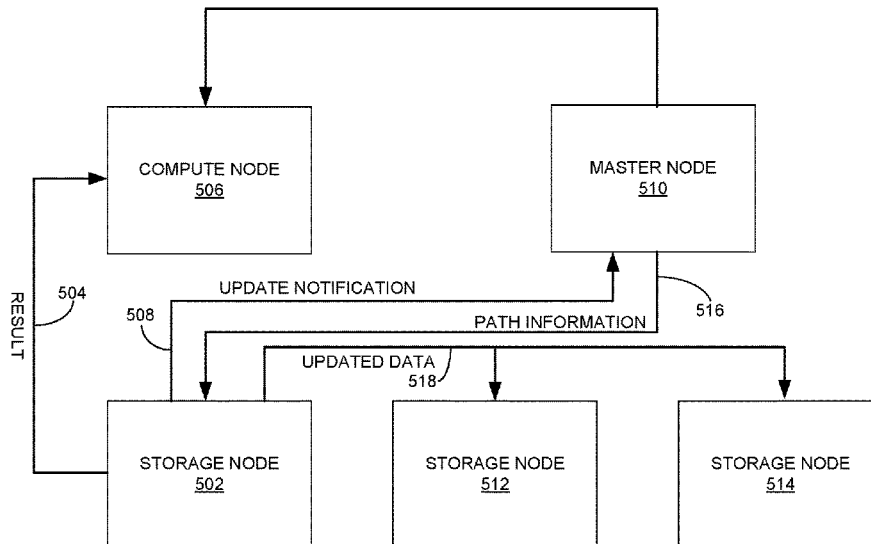 COMPUTE NODE
506
MASTER NODE
510
504
RESULT
UPDATE NOTIFICATION
508
516
PATH INFORMATION
UPDATED DATA
518
STORAGE NODE
502
STORAGE NODE
512
STORAGE NODE
514